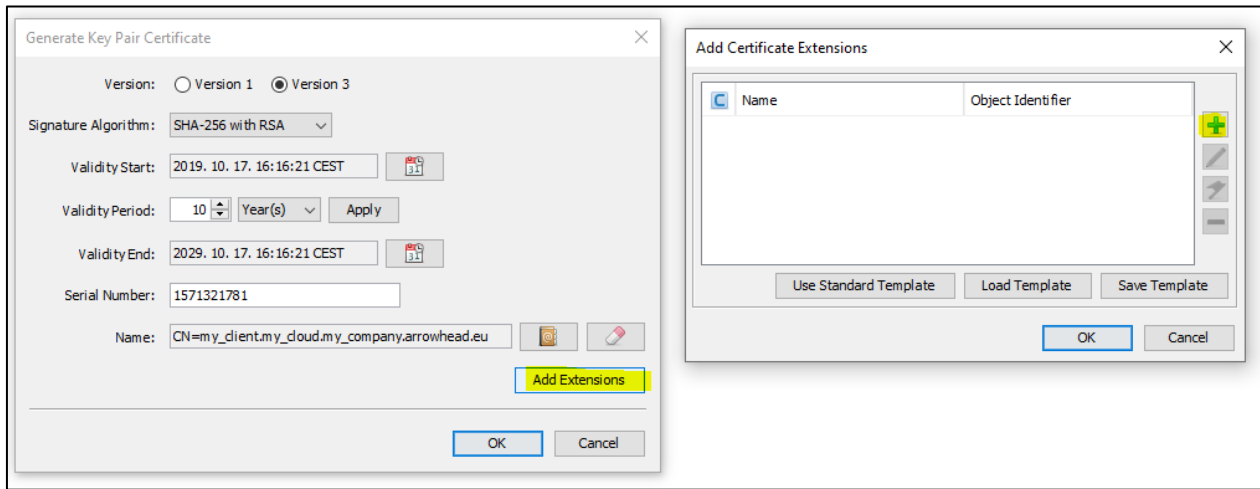 Generate Key Pair Certificate
Version: Version 1 Version 3
Signature Algorithm: SHA-256 with RSA
Validity Start: 2019. 10. 17. 16:16:21 CEST
31
Validity Period: 10 Year(s) Apply
Validity End: 2029. 10. 17. 16:16:21 CEST
31
Serial Number: 1571321781
Name: CN=my_client.my_cloud.my_company.arrowhead.eu
@
Add Extensions
OK Cancel
Add Certificate Extensions
C Name Object Identifier
Use Standard Template Load Template Save Template
OK Cancel